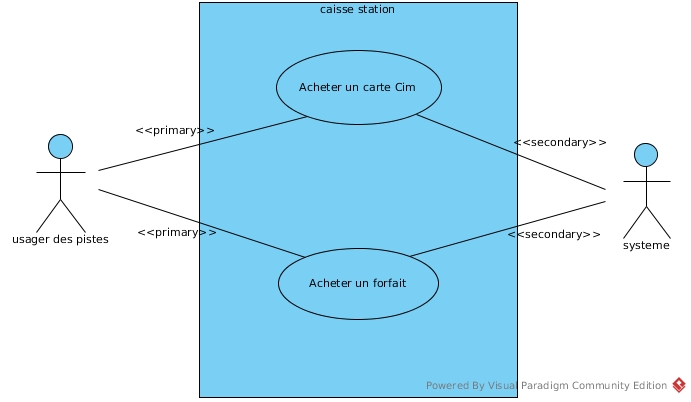 caisse station
Acheter un carte Cim
<<primary>>
<<secondary>>
usager des pistes
<<primary>>
<<secondary>>
systeme
Acheter un forfait
Powered By Visual Paradigm Community Edition